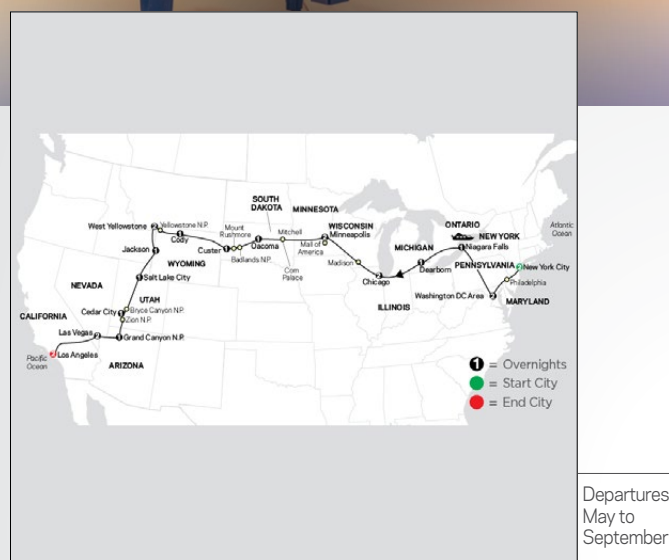 SOUTH
DAKOTA
MINNESOTA
West Yellowstone
Yellowstone N.P.
Cody
Mount
Rushmore
Mitchell
WISCONSIN
Minneapolis
ONTARIO
NEW YORK
Atlantic
Ocean
Jackson
WYOMING
Custer
Badlands N.P.
Oacoma
Mall of
America
Madison
MICHIGAN
Niagara Falls
Dearborn
PENNSYLVANIA
New York City
Salt Lake City
Corn
Palace
Chicago
Philadelphia
NEVADA
UTAH
ILLINOIS
Washington DC Area
MARYLAND
Cedar City
Bryce Canyon N.P.
Zion N.P.
CALIFORNIA
Las Vegas
Grand Canyon N.P.
Pacific
Ocean
Los Angeles
ARIZONA
1 = Overnights
= Start City
= End City
Departures
May to
September